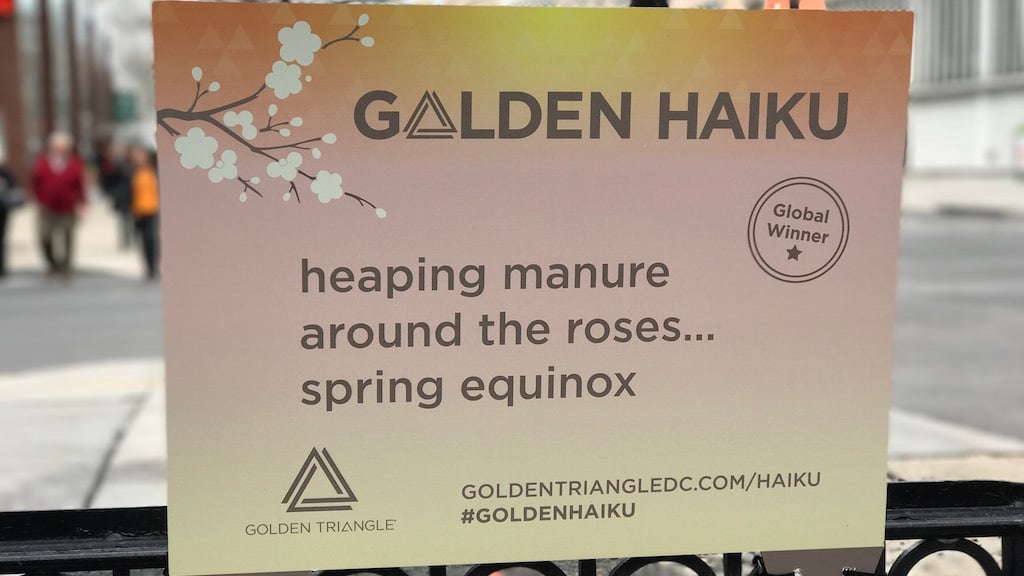 GOLDEN HAIKU
Global
Winner
heaping manure
around the roses...
spring equinox
GOLDEN TRIANGLE
GOLDENTRIANGLEDC.COM/HAIKU
#GOLDENHAIKU